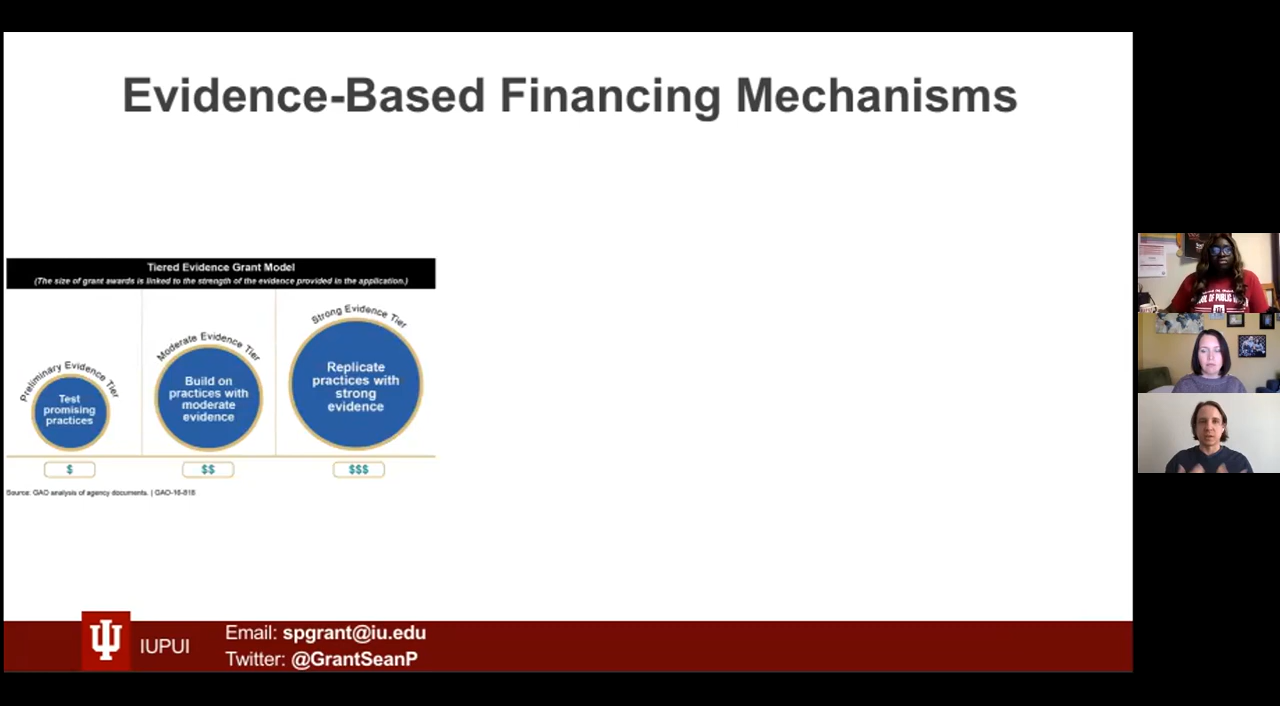 Evidence-Based Financing Mechanisms
Tiered Evidence Grant Model
(The size of grant awards is linked to the strength of the evidence provided in the application.)
Preliminary Evidence Tier
Test
promising
practices
Moderate Evidence Tier
Build on
practices with
moderate
evidence
Strong Evidence Tier
Replicate
practices with
strong
evidence
$
$$
$$$
Source: GAO analysis of agency documents. | GAO-16-818
IUPUI
Email: spgrant@iu.edu
Twitter: @GrantSeanP
OF PUBLIC